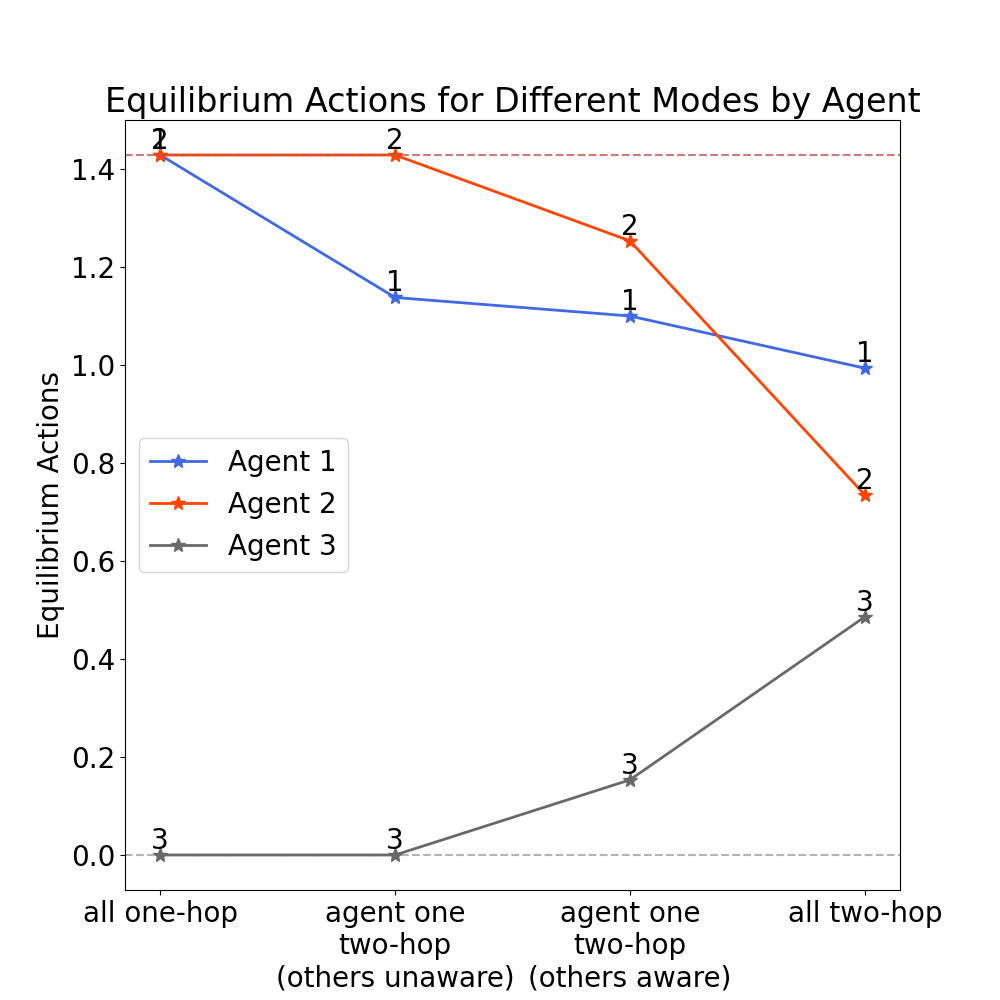 Equilibrium Actions for Different Modes by Agent
Equilibrium Actions
1.4
1.2
1.0
0.8
0.6
0.4
0.2
0.0
1
2
2
1
2
1
1
2
3
3
3
3
Agent 1
Agent 2
Agent 3
all one-hop
agent one
two-hop
(others unaware)
agent one
two-hop
(others aware)
all two-hop